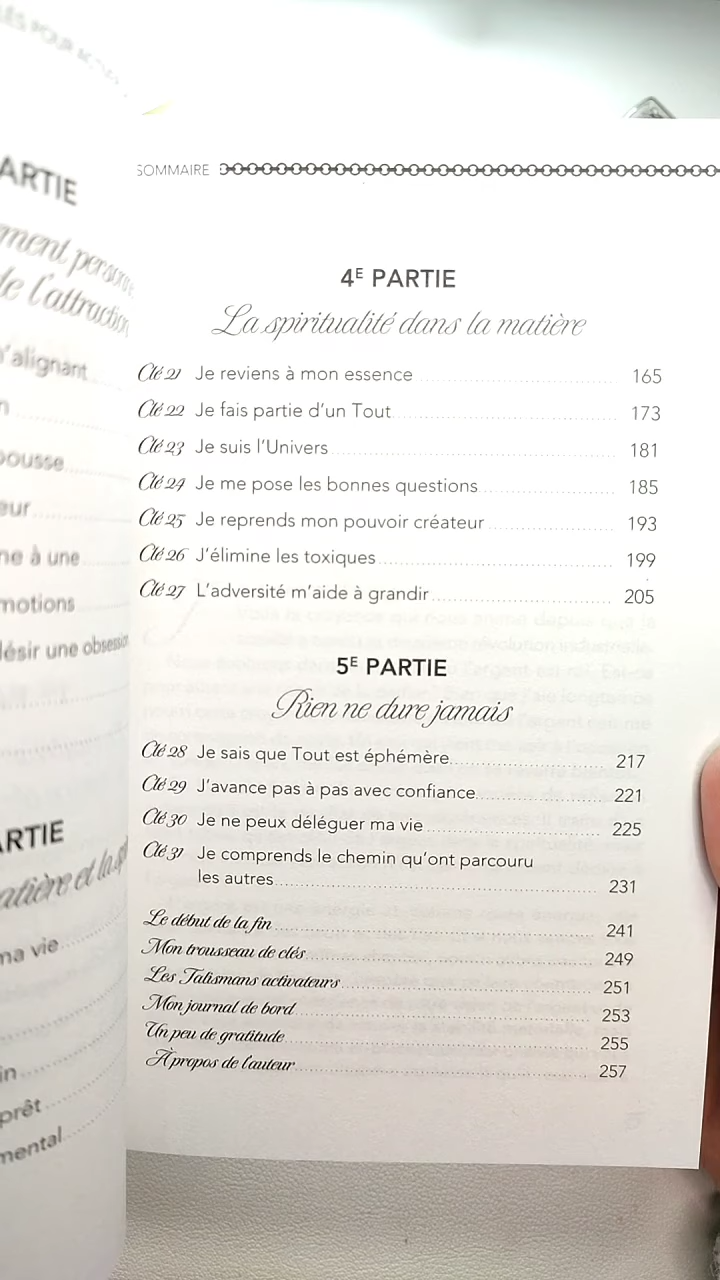 LÉS POUR
PARTIE
de l'attraction
s'alignant
pousse
ne à une
motions
désir une obsession
PARTIE
matière et la
ma vie
prêt
mental
SOMMAIRE
4E PARTIE
La spiritualité dans la matière
Clé 21 Je reviens à mon essence 165
Clé 22 Je fais partie d'un Tout 173
Clé 23 Je suis l'Univers 181
Clé 24 Je me pose les bonnes questions 185
Clé 25 Je reprends mon pouvoir créateur 193
Clé 26 J'élimine les toxiques 199
Clé 27 L'adversité m'aide à grandir 205
5E PARTIE
Rien ne dure jamais
Clé 28 Je sais que Tout est éphémère 217
Clé 29 J'avance pas à pas avec confiance 221
Clé 30 Je ne peux déléguer ma vie 225
Clé 31 Je comprends le chemin qu'ont parcouru
les autres 231
Le début de la fin 241
Mon trousseau de clés 249
Les Talismans activateurs 251
Mon journal de bord 253
Un peu de gratitude 255
À propos de l'auteur 257